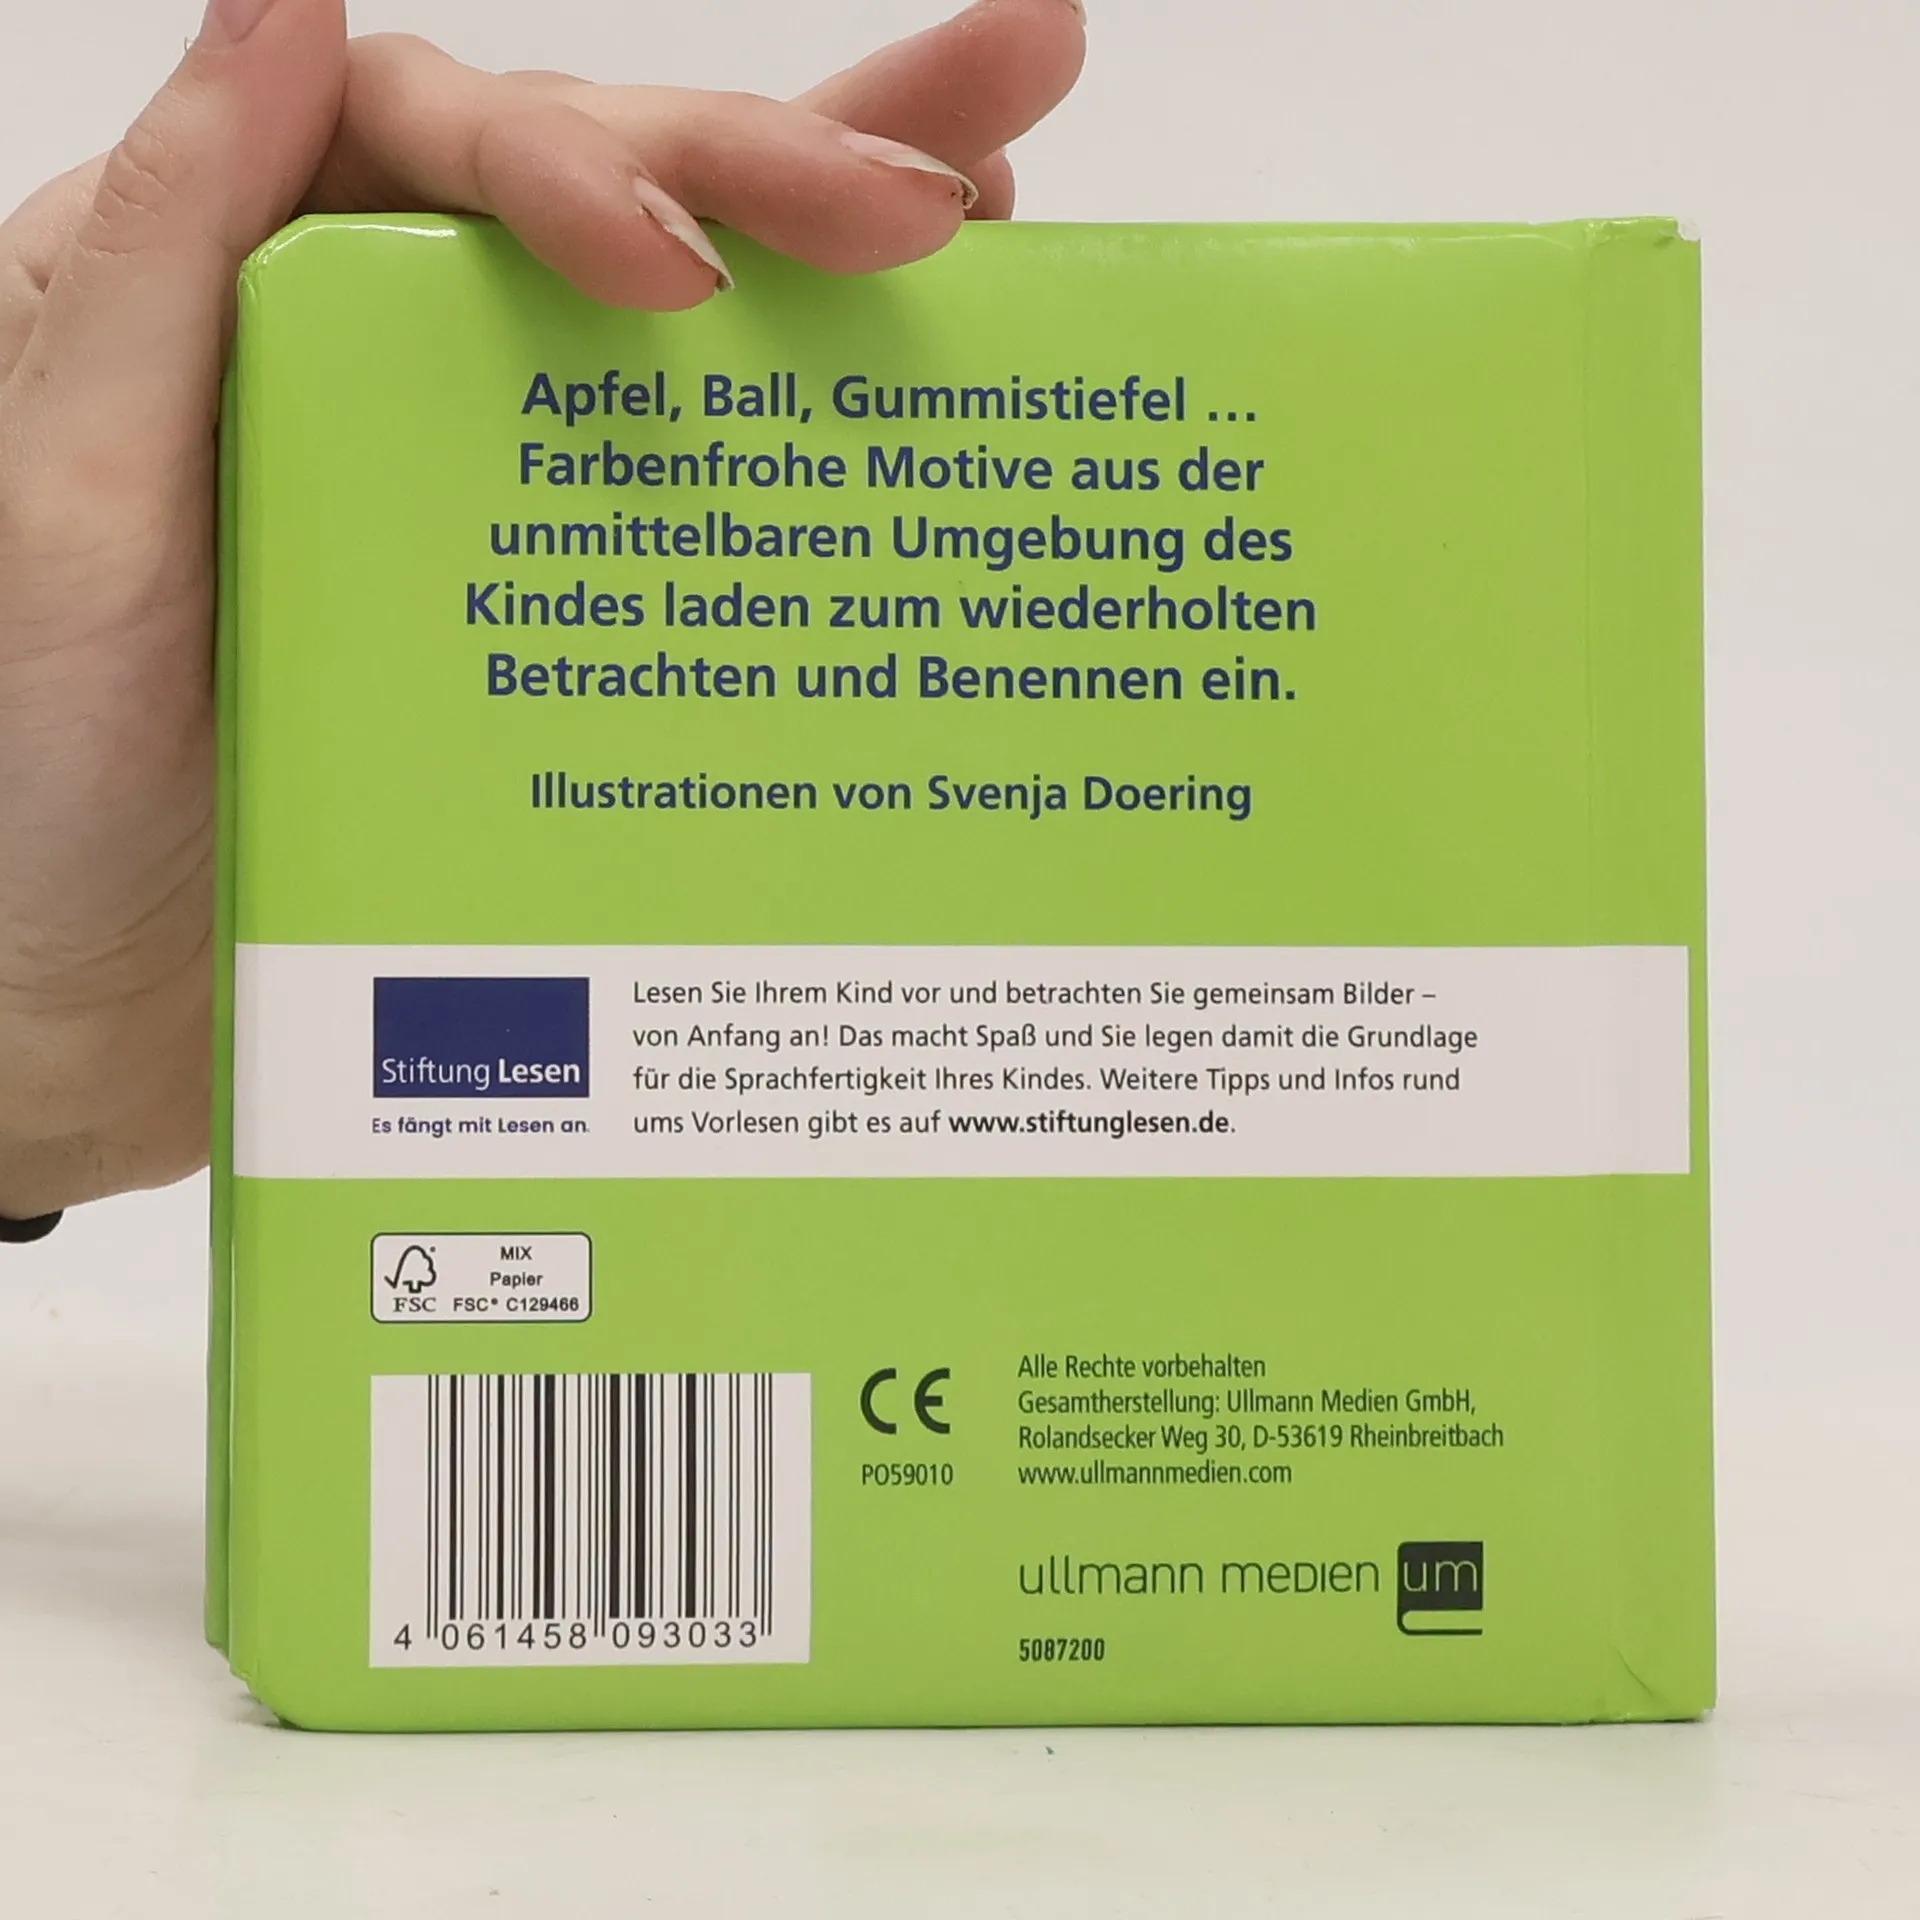 Apfel, Ball, Gummistiefel ...
Farbenfrohe Motive aus der
unmittelbaren Umgebung des
Kindes laden zum wiederholten
Betrachten und Benennen ein.
Illustrationen von Svenja Doering
Stiftung Lesen
Es fängt mit Lesen an.
Lesen Sie Ihrem Kind vor und betrachten Sie gemeinsam Bilder –
von Anfang an! Das macht Spaß und Sie legen damit die Grundlage
für die Sprachfertigkeit Ihres Kindes. Weitere Tipps und Infos rund
ums Vorlesen gibt es auf www.stiftunglesen.de.
MIX
Papier
FSC FSC® C129466
4 061458 093033
CE
PO59010
Alle Rechte vorbehalten
Gesamtherstellung: Ullmann Medien GmbH,
Rolandsecker Weg 30, D-53619 Rheinbreitbach
www.ullmannmedien.com
ullmann medien um
5087200